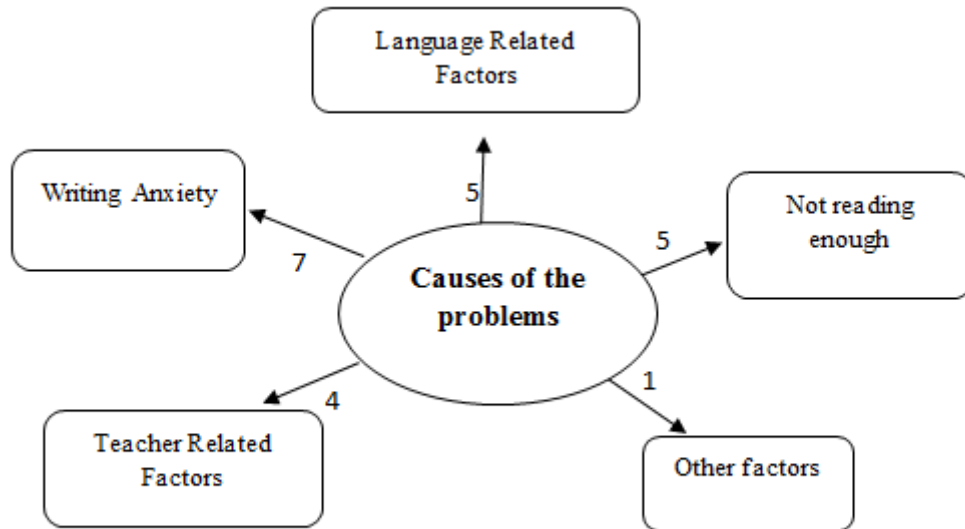 Language Related
Factors
Writing Anxiety
5
Not reading
enough
7
5
Causes of the
problems
4
1
Teacher Related
Factors
Other factors